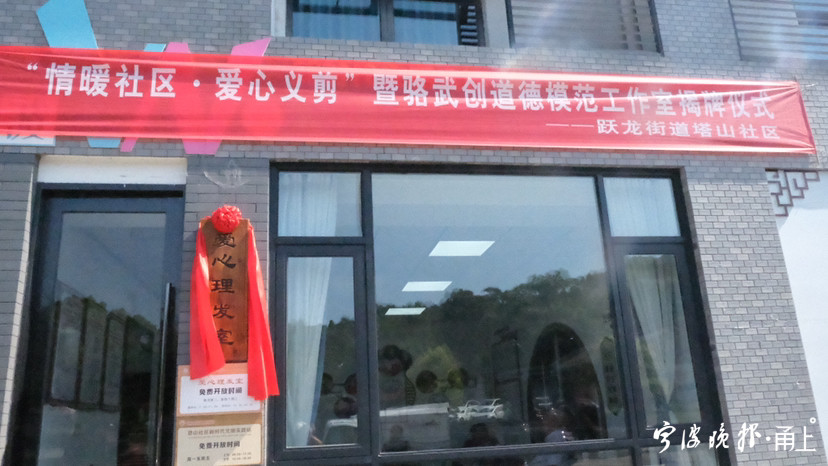 “情暖社区·爱心义剪”暨骆武创道德模范工作室揭牌仪式
——跃龙街道塔山社区
爱心理发室
爱心理发室
免费开放时间
免费开放时间
宁波晚报·甬上